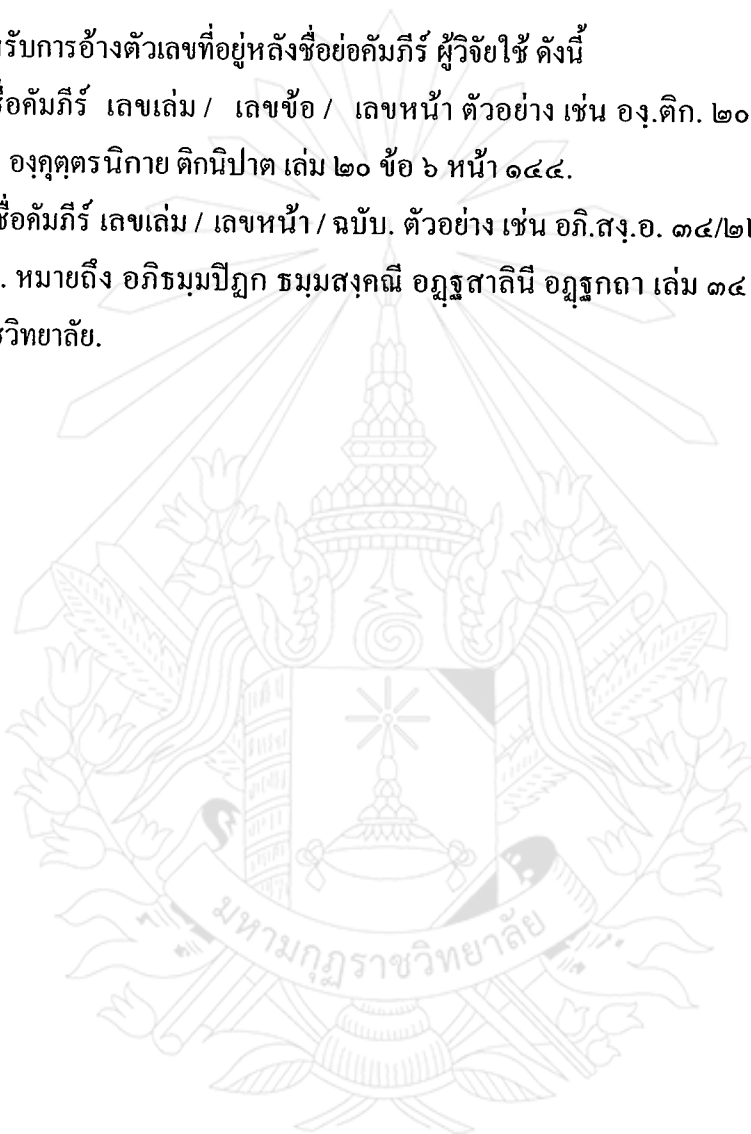 รับการอ้างตัวเลขที่อยู่หลังชื่อย่อคัมภีร์ ผู้วิจัยใช้ ดังนี้
ชื่อคัมภีร์ เลขเล่ม / เลขข้อ / เลขหน้า ตัวอย่าง เช่น องฺ.ติก. ๒๐
องฺคุตฺตรนิกาย ติกนิปาต เล่ม ๒๐ ข้อ ๖ หน้า ๑๔๔.
ชื่อคัมภีร์ เลขเล่ม / เลขหน้า / ฉบับ. ตัวอย่าง เช่น อภิ.สงฺ.อ. ๓๔/๒
. หมายถึง อภิธมฺมปิฏก ธมฺมสงฺคณี อฏฺฐสาลินี อฏฺฐกถา เล่ม ๓๔
วิทยาลัย.
มหามกุฏราชวิทยาลัย